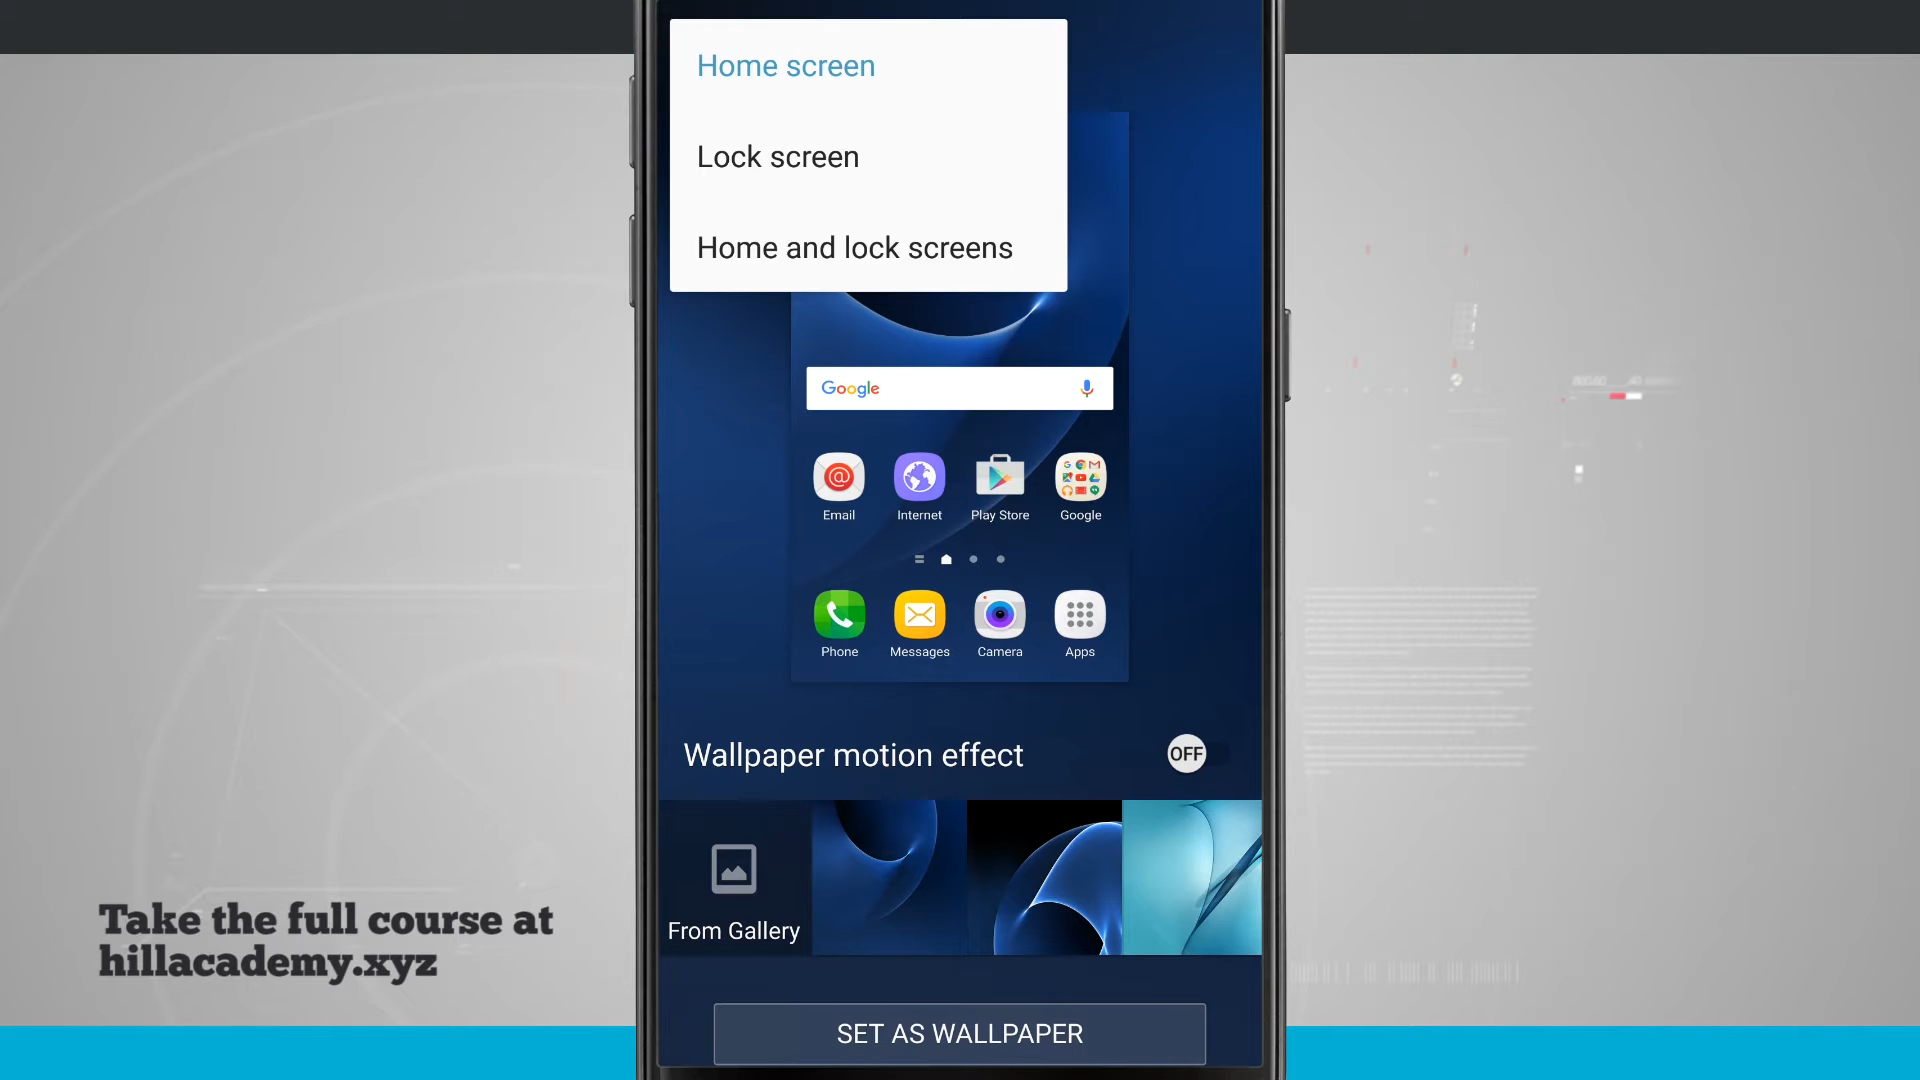 Home screen
Lock screen
Home and lock screens
Google
Email Internet Play Store Google
Phone Messages Camera Apps
Wallpaper motion effect OFF
From Gallery
Take the full course at
hillacademy.xyz
SET AS WALLPAPER